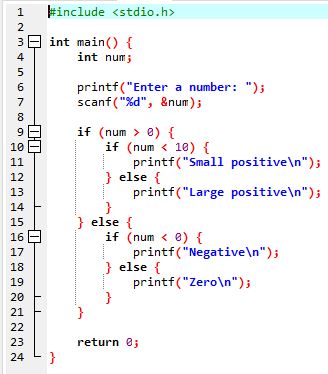 1 #include <stdio.h>
2
3 int main() {
4     int num;
5
6     printf("Enter a number: ");
7     scanf("%d", &num);
8
9     if (num > 0) {
10         if (num < 10) {
11             printf("Small positive\n");
12         } else {
13             printf("Large positive\n");
14         }
15     } else {
16         if (num < 0) {
17             printf("Negative\n");
18         } else {
19             printf("Zero\n");
20         }
21     }
22
23     return 0;
24 }